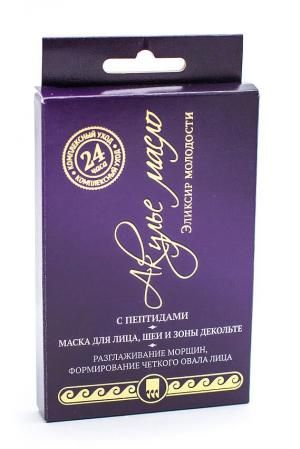 КОМПЛЕКСНЫЙ УХОД
24
часа
КОМПЛЕКСНЫЙ УХОД
Акулье масло
ЭЛИКСИР МОЛОДОСТИ
С ПЕПТИДАМИ
МАСКА ДЛЯ ЛИЦА, ШЕИ И ЗОНЫ ДЕКОЛЬТЕ
РАЗГЛАЖИВАНИЕ МОРЩИН,
ФОРМИРОВАНИЕ ЧЕТКОГО ОВАЛА ЛИЦА